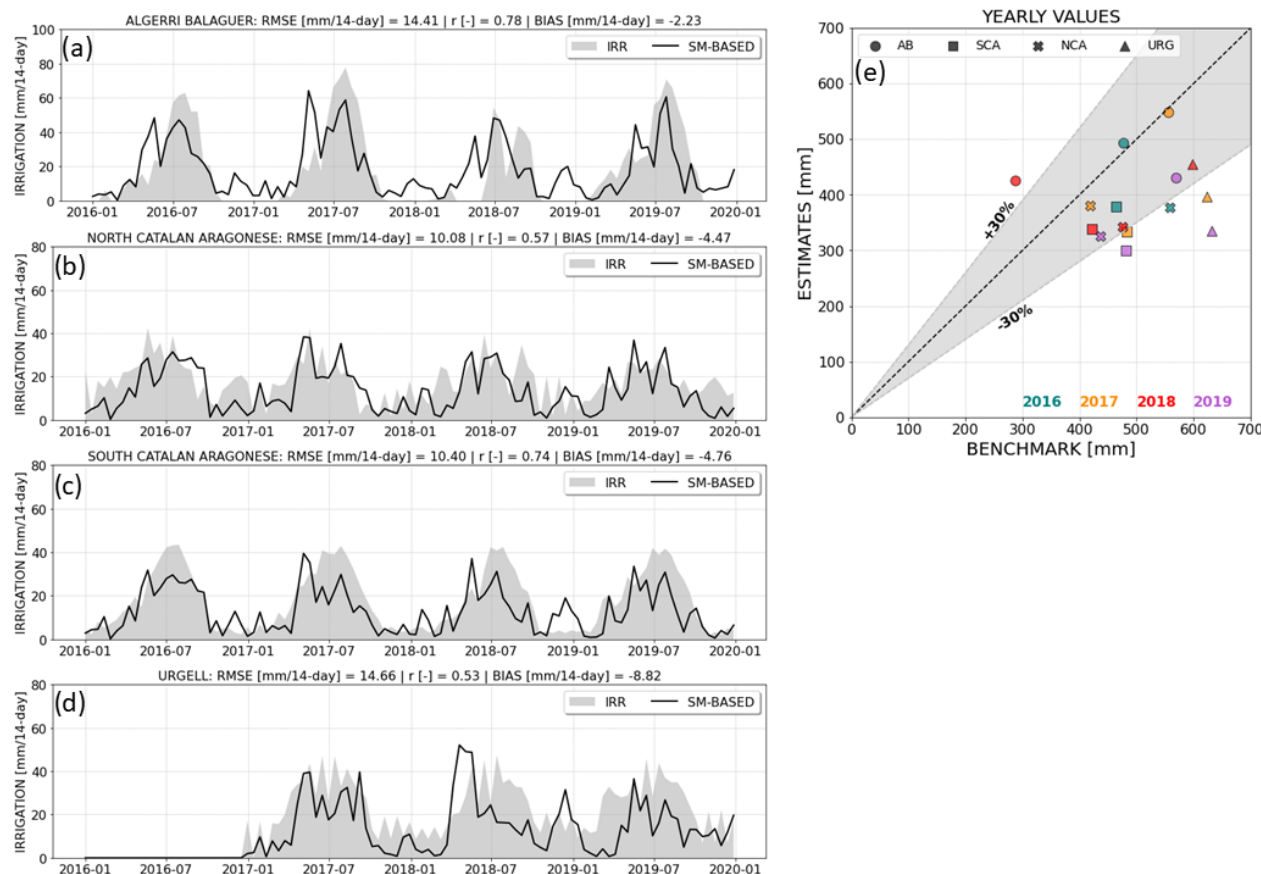 ALGERRI BALAGUER: RMSE [mm/14-day] = 14.41 | r [-] = 0.78 | BIAS [mm/14-day] = -2.23
(a)
IRR SM-BASED
IRRIGATION [mm/14-day]
100
80
60
40
20
0
2016-01 2016-07 2017-01 2017-07 2018-01 2018-07 2019-01 2019-07 2020-01
NORTH CATALAN ARAGONESE: RMSE [mm/14-day] = 10.08 | r [-] = 0.57 | BIAS [mm/14-day] = -4.47
(b)
IRR SM-BASED
IRRIGATION [mm/14-day]
80
60
40
20
0
2016-01 2016-07 2017-01 2017-07 2018-01 2018-07 2019-01 2019-07 2020-01
SOUTH CATALAN ARAGONESE: RMSE [mm/14-day] = 10.40 | r [-] = 0.74 | BIAS [mm/14-day] = -4.76
(c)
IRR SM-BASED
IRRIGATION [mm/14-day]
80
60
40
20
0
2016-01 2016-07 2017-01 2017-07 2018-01 2018-07 2019-01 2019-07 2020-01
URGELL: RMSE [mm/14-day] = 14.66 | r [-] = 0.53 | BIAS [mm/14-day] = -8.82
(d)
IRR SM-BASED
IRRIGATION [mm/14-day]
80
60
40
20
0
2016-01 2016-07 2017-01 2017-07 2018-01 2018-07 2019-01 2019-07 2020-01
YEARLY VALUES
AB SCA NCA URG
(e)
ESTIMATES [mm]
700
600
500
400
300
200
100
0
+30%
-30%
2016 2017 2018 2019
0 100 200 300 400 500 600 700
BENCHMARK [mm]